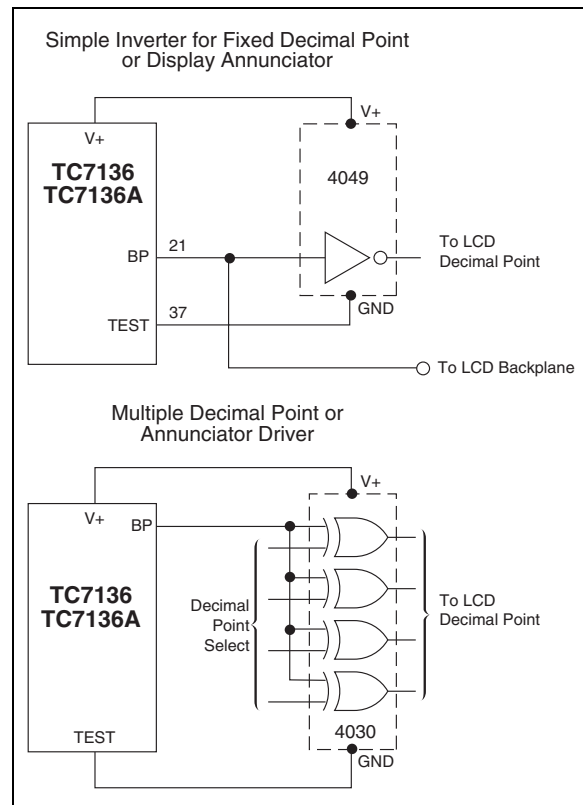 Simple Inverter for Fixed Decimal Point
or Display Annunciator
V+
V+
TC7136
TC7136A
4049
BP
21
To LCD
Decimal Point
TEST
37
GND
To LCD Backplane
Multiple Decimal Point or
Annunciator Driver
V+
V+
BP
TC7136
TC7136A
Decimal
Point
Select
To LCD
Decimal Point
TEST
4030
GND